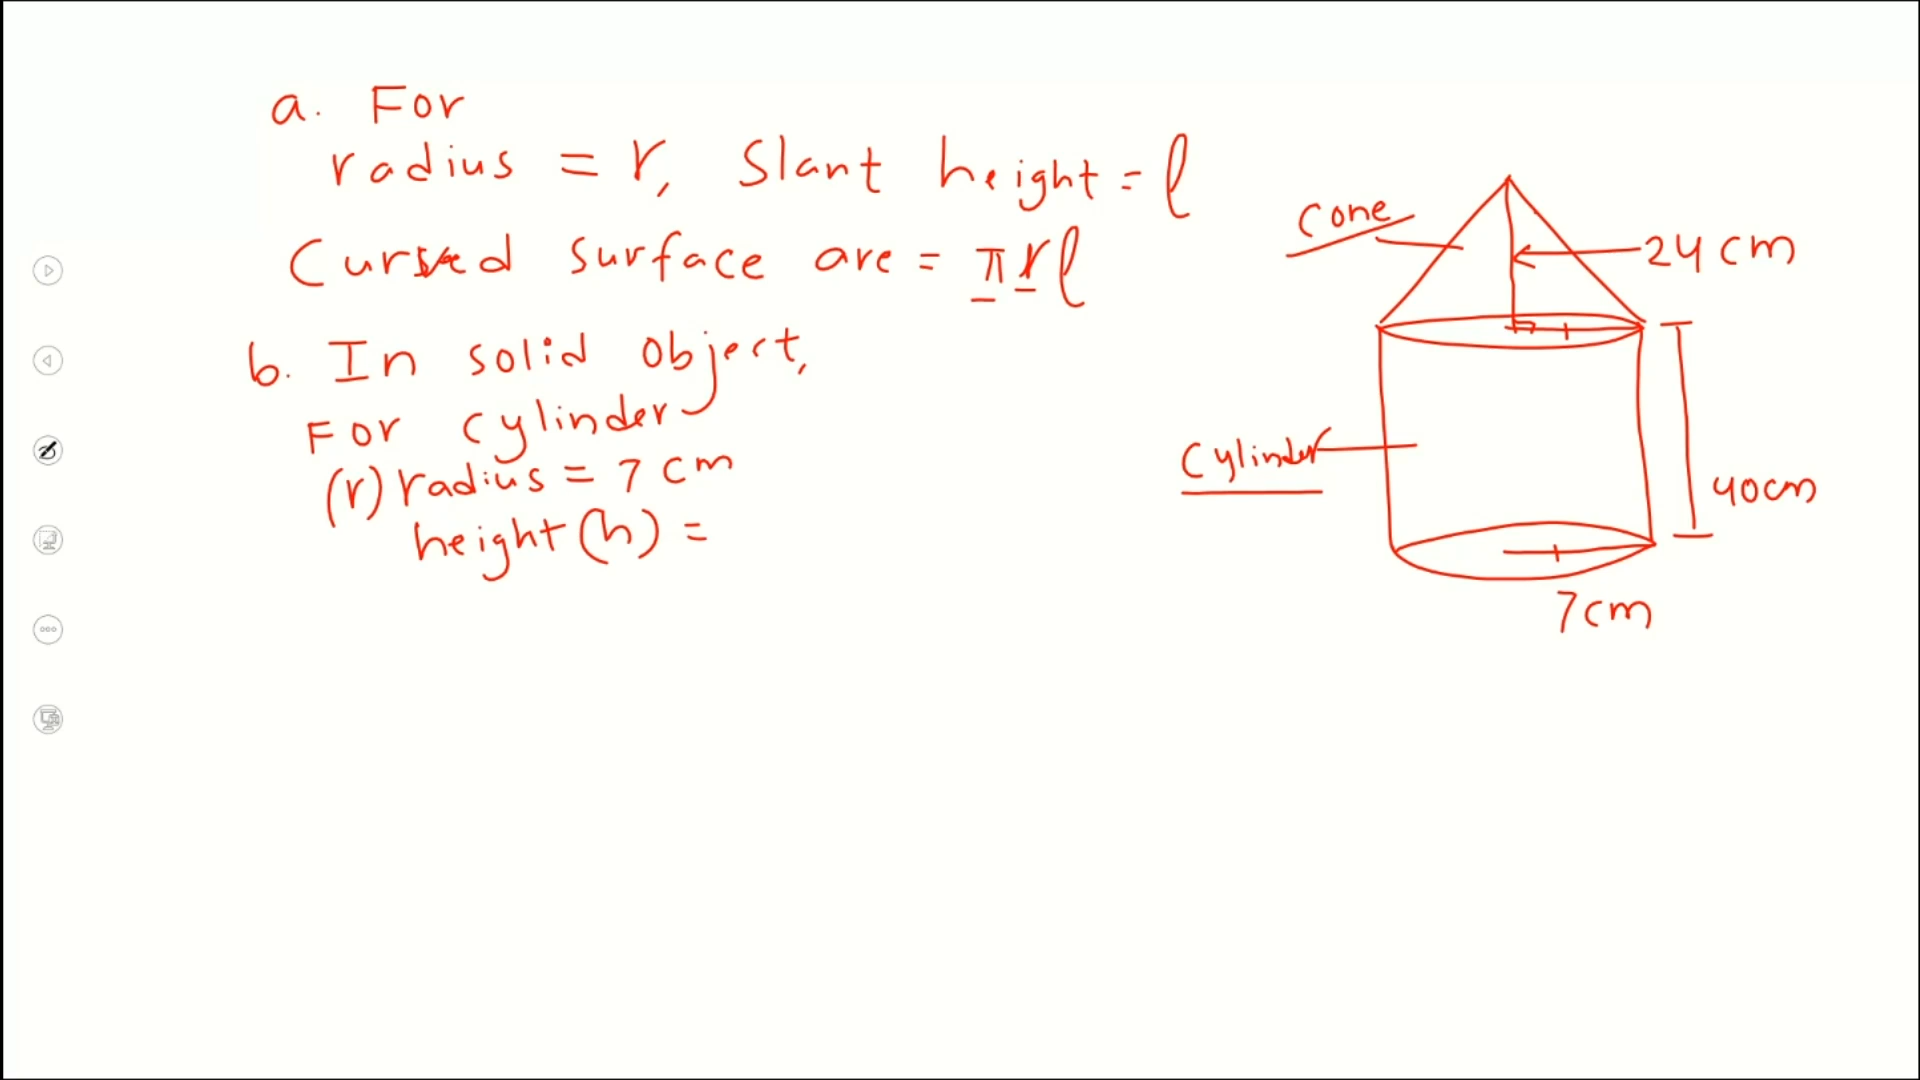 a. For
radius = r, Slant height = l
Cursved surface are = πrl
b. In solid object,
For cylinder
(r) radius = 7 cm
height (h) =
Cone
24 cm
Cylinder
40cm
7cm